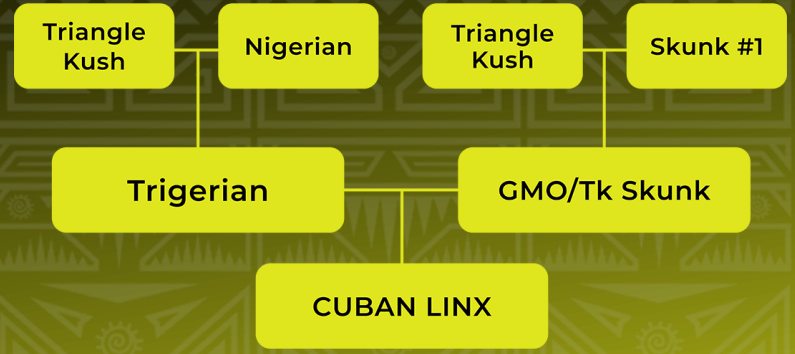 Triangle
Kush
Nigerian
Triangle
Kush
Skunk #1
Trigerian
GMO/Tk Skunk
CUBAN LINX